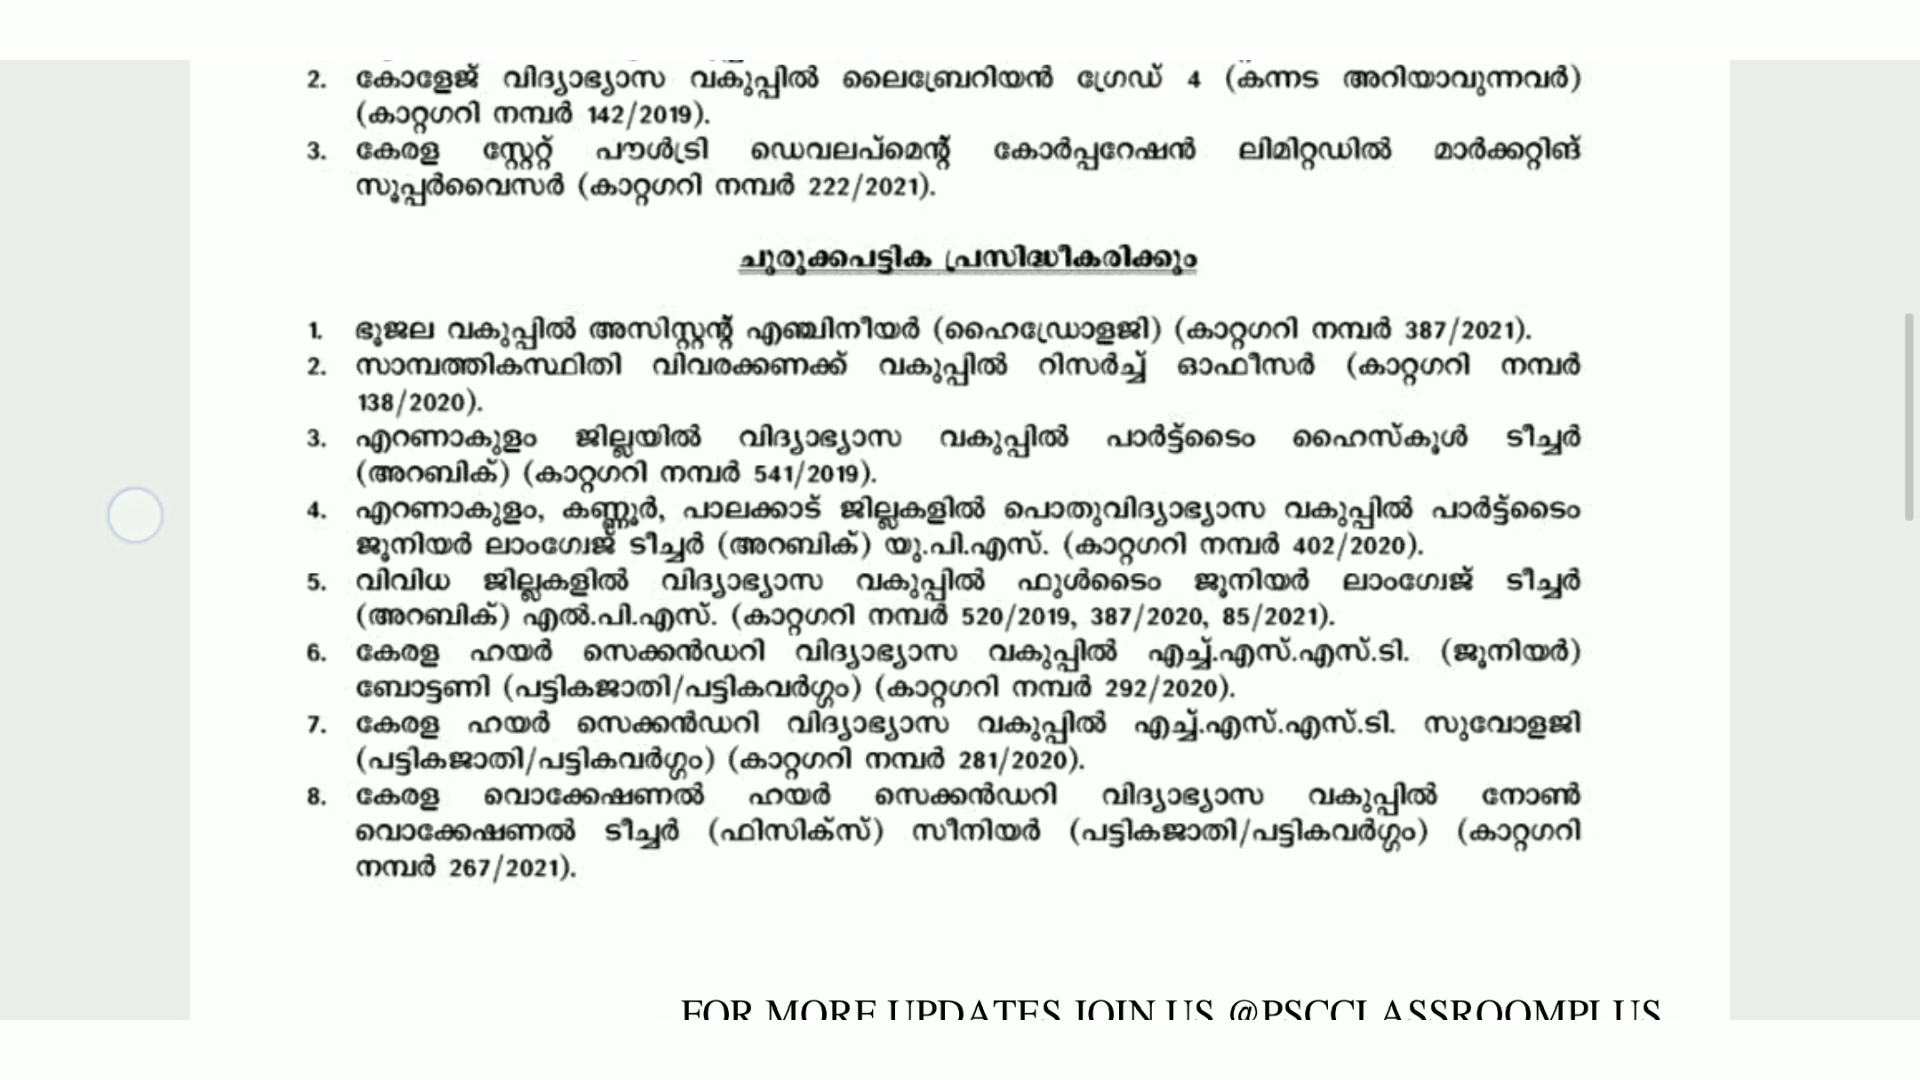 2. കോളേജ് വിദ്യാഭ്യാസ വകുപ്പിൽ ലൈബ്രേറിയൻ ഗ്രേഡ് 4 (കന്നട അറിയാവുന്നവർ)
(കാറ്റഗറി നമ്പർ 142/2019).
3. കേരള സ്റ്റേറ്റ് പൗൾട്രി ഡെവലപ്മെന്റ് കോർപ്പറേഷൻ ലിമിറ്റഡിൽ മാർക്കറ്റിങ്
സൂപ്പർവൈസർ (കാറ്റഗറി നമ്പർ 222/2021).
ചുരുക്കപട്ടിക പ്രസിദ്ധീകരിക്കും
1. ഭൂജല വകുപ്പിൽ അസിസ്റ്റന്റ് എഞ്ചിനീയർ (ഹൈഡ്രോളജി) (കാറ്റഗറി നമ്പർ 387/2021).
2. സാമ്പത്തികസ്ഥിതി വിവരക്കണക്ക് വകുപ്പിൽ റിസർച്ച് ഓഫീസർ (കാറ്റഗറി നമ്പർ
138/2020).
3. എറണാകുളം ജില്ലയിൽ വിദ്യാഭ്യാസ വകുപ്പിൽ പാർട്ട്ടൈം ഹൈസ്കൂൾ ടീച്ചർ
(അറബിക്) (കാറ്റഗറി നമ്പർ 541/2019).
4. എറണാകുളം, കണ്ണൂർ, പാലക്കാട് ജില്ലകളിൽ പൊതുവിദ്യാഭ്യാസ വകുപ്പിൽ പാർട്ട്ടൈം
ജൂനിയർ ലാംഗ്വേജ് ടീച്ചർ (അറബിക്) യു.പി.എസ്. (കാറ്റഗറി നമ്പർ 402/2020).
5. വിവിധ ജില്ലകളിൽ വിദ്യാഭ്യാസ വകുപ്പിൽ ഫുൾടൈം ജൂനിയർ ലാംഗ്വേജ് ടീച്ചർ
(അറബിക്) എൽ.പി.എസ്. (കാറ്റഗറി നമ്പർ 520/2019, 387/2020, 85/2021).
6. കേരള ഹയർ സെക്കൻഡറി വിദ്യാഭ്യാസ വകുപ്പിൽ എച്ച്.എസ്.എസ്.ടി. (ജൂനിയർ)
ബോട്ടണി (പട്ടികജാതി/പട്ടികവർഗ്ഗം) (കാറ്റഗറി നമ്പർ 292/2020).
7. കേരള ഹയർ സെക്കൻഡറി വിദ്യാഭ്യാസ വകുപ്പിൽ എച്ച്.എസ്.എസ്.ടി. സുവോളജി
(പട്ടികജാതി/പട്ടികവർഗ്ഗം) (കാറ്റഗറി നമ്പർ 281/2020).
8. കേരള വൊക്കേഷണൽ ഹയർ സെക്കൻഡറി വിദ്യാഭ്യാസ വകുപ്പിൽ നോൺ
വൊക്കേഷണൽ ടീച്ചർ (ഫിസിക്സ്) സീനിയർ (പട്ടികജാതി/പട്ടികവർഗ്ഗം) (കാറ്റഗറി
നമ്പർ 267/2021).
FOR MORE UPDATES JOIN US @PSCCLASSROOMPLUS